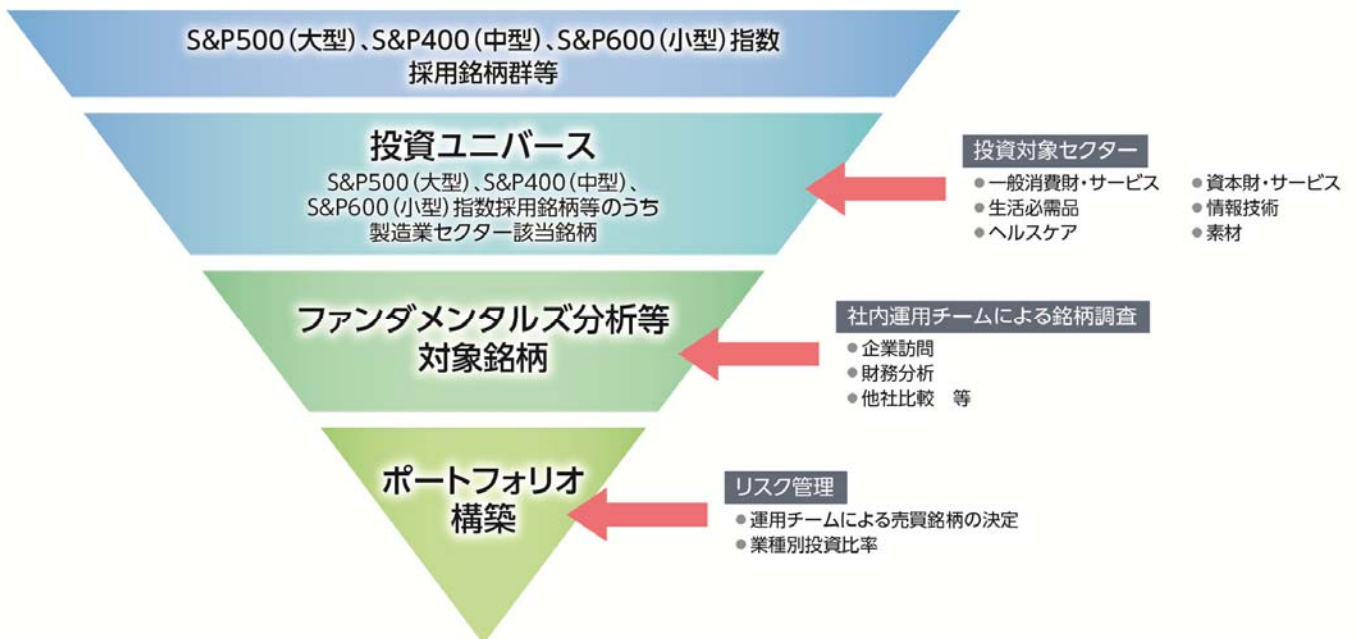 S&P500(大型)、S&P400(中型)、S&P600(小型)指数
採用銘柄群等
投資ユニバース
S&P500(大型)、S&P400(中型)、
S&P600(小型)指数採用銘柄等のうち
製造業セクター該当銘柄
投資対象セクター
●一般消費財・サービス
●生活必需品
●ヘルスケア
●資本財・サービス
●情報技術
●素材
ファンダメンタルズ分析等
対象銘柄
社内運用チームによる銘柄調査
●企業訪問
●財務分析
●他社比較　等
ポートフォリオ
構築
リスク管理
●運用チームによる売買銘柄の決定
●業種別投資比率